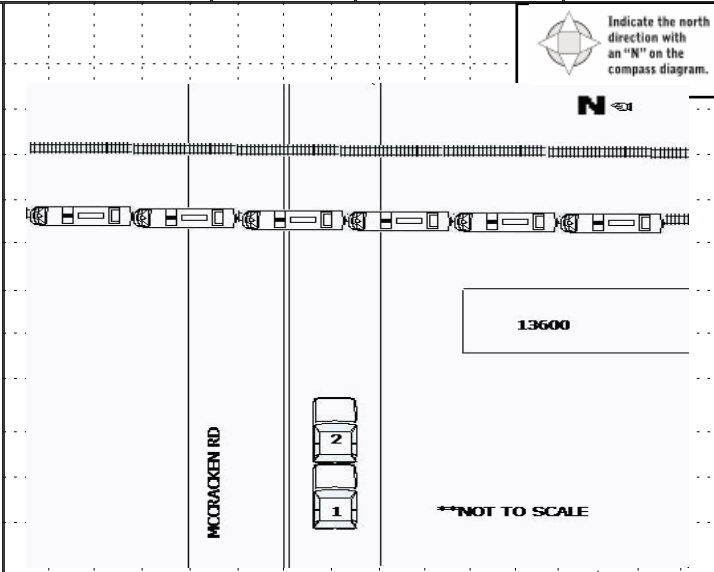 Indicate the north
direction with
an "N" on the
compass diagram.
N
13600
MCCRACKEN RD
2
1
**NOT TO SCALE